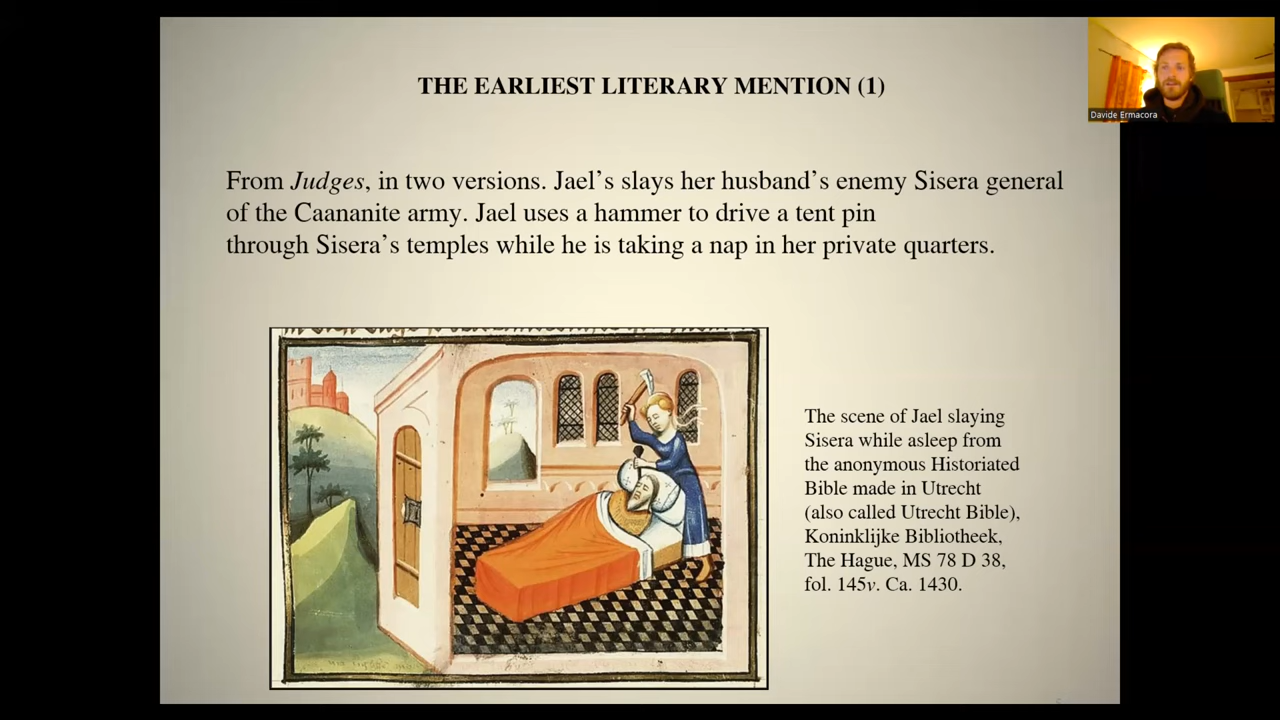 THE EARLIEST LITERARY MENTION (1)
Davide Ermacora
From Judges, in two versions. Jael’s slays her husband’s enemy Sisera general
of the Caananite army. Jael uses a hammer to drive a tent pin
through Sisera’s temples while he is taking a nap in her private quarters.
The scene of Jael slaying
Sisera while asleep from
the anonymous Historiated
Bible made in Utrecht
(also called Utrecht Bible),
Koninklijke Bibliotheek,
The Hague, MS 78 D 38,
fol. 145v. Ca. 1430.